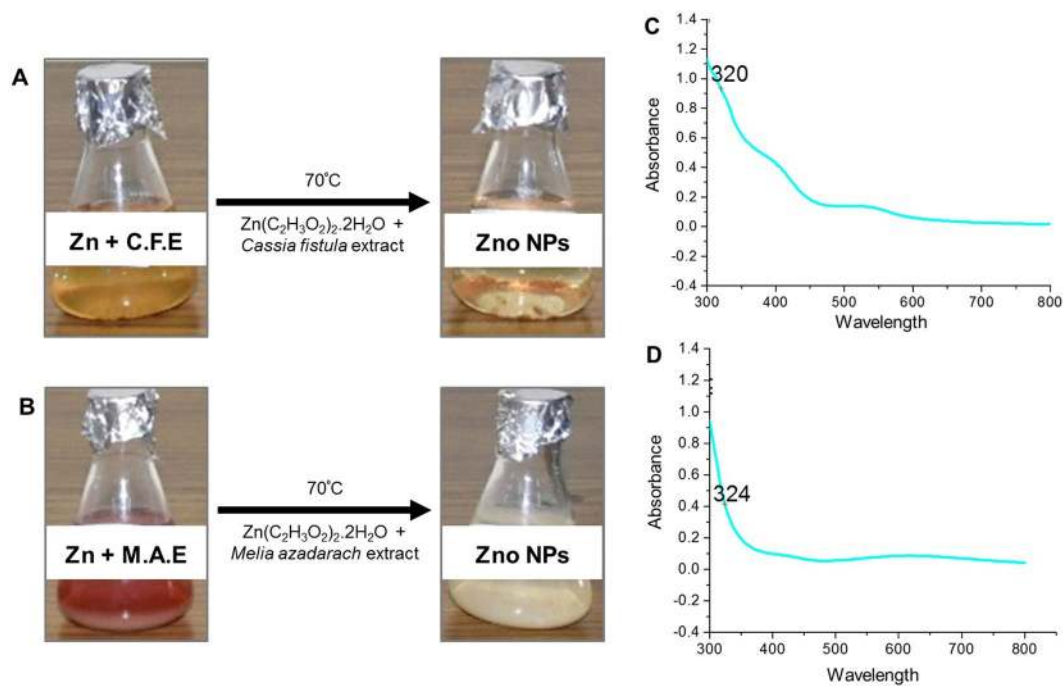 A
Zn + C.F.E
70°C
Zn(C₂H₃O₂)₂.2H₂O +
Cassia fistula extract
Zno NPs
B
Zn + M.A.E
70°C
Zn(C₂H₃O₂)₂.2H₂O +
Melia azadarach extract
Zno NPs
C
Absorbance
1.4
1.2
1.0
0.8
0.6
0.4
0.2
0.0
-0.2
-0.4
320
300 400 500 600 700 800
Wavelength
D
Absorbance
1.4
1.2
1.0
0.8
0.6
0.4
0.2
0.0
-0.2
-0.4
324
300 400 500 600 700 800
Wavelength